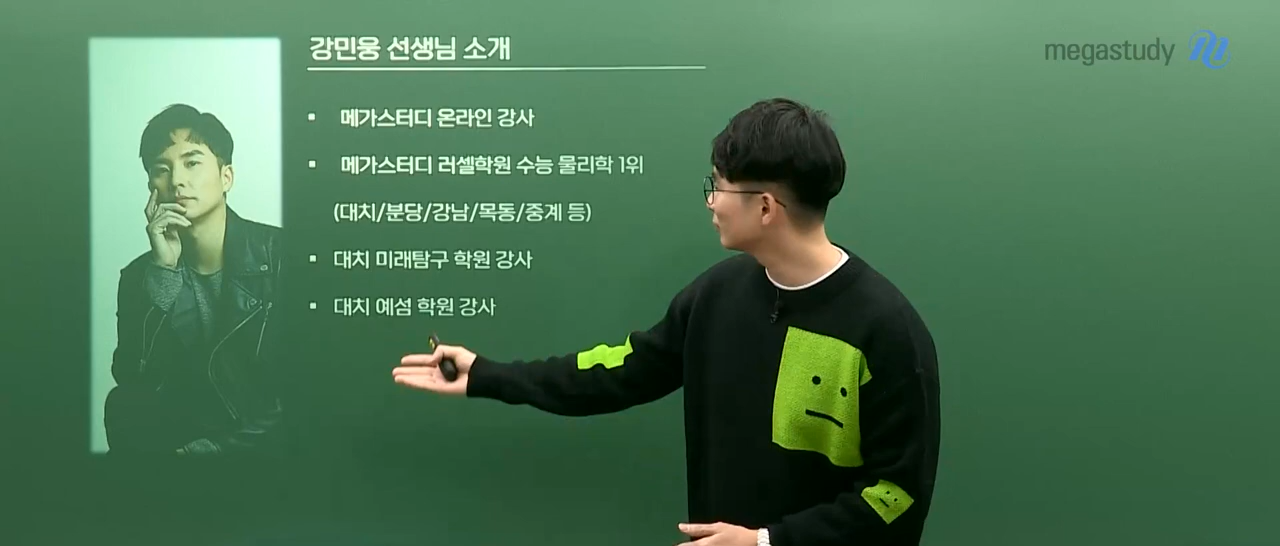 강민웅 선생님 소개
megastudy
메가스터디 온라인 강사
메가스터디 러셀학원 수능 물리학 1위
(대치/분당/강남/목동/중계 등)
대치 미래탐구 학원 강사
대치 예섬 학원 강사